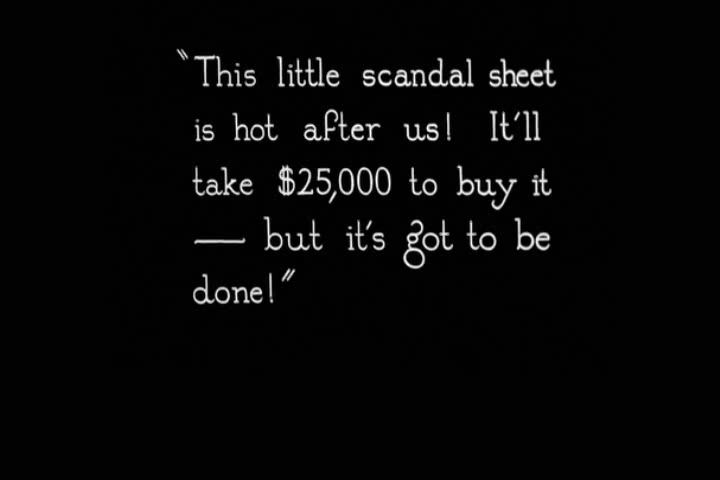 "This little scandal sheet
is hot after us! It'll
take $25,000 to buy it
— but it's got to be
done!"